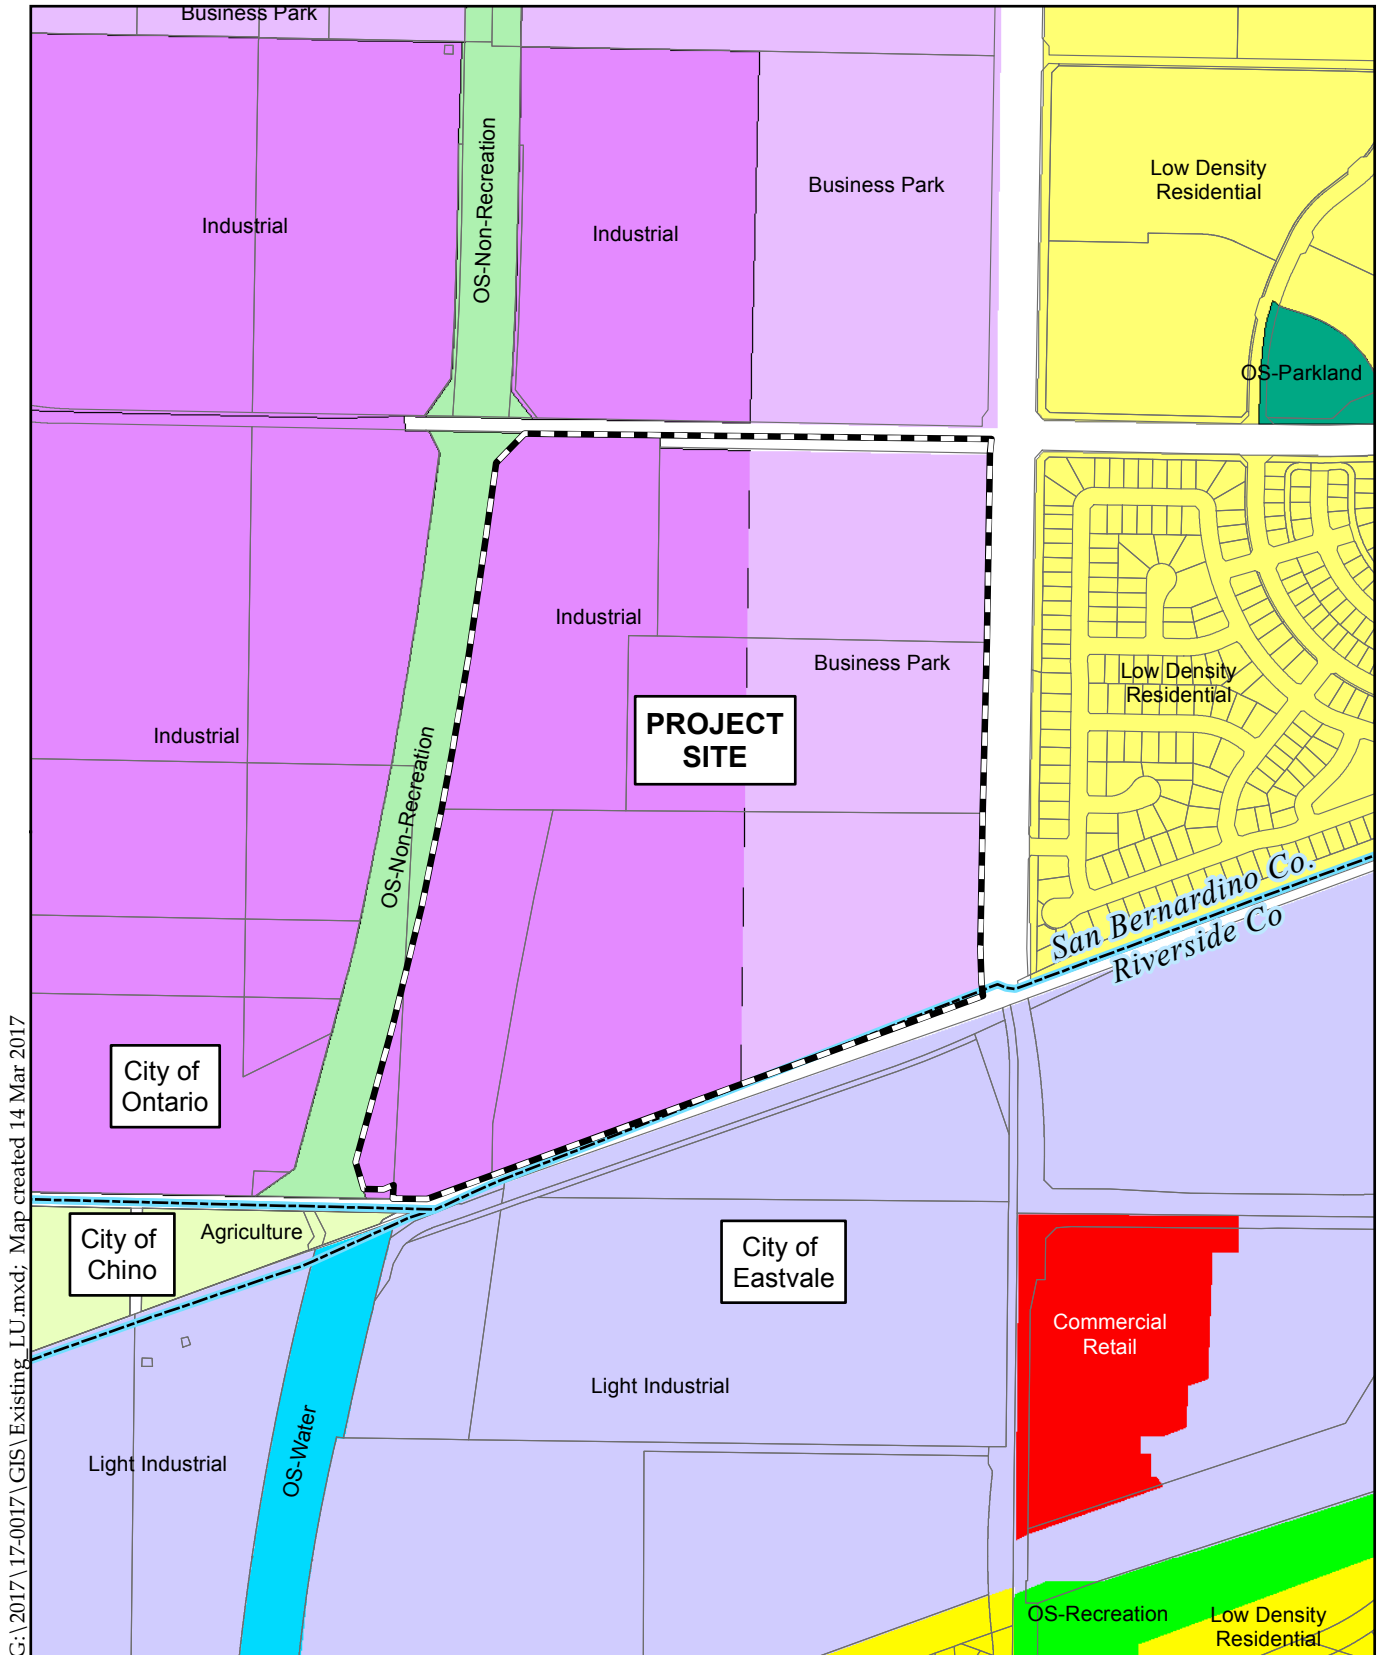 Business Park
Industrial
OS-Non-Recreation
Industrial
Business Park
Low Density
Residential
OS-Parkland
Industrial
Business Park
Low Density
Residential
PROJECT
SITE
Industrial
OS-Non-Recreation
San Bernardino Co.
Riverside Co
City of
Ontario
City of
Chino
Agriculture
City of
Eastvale
Commercial
Retail
Light Industrial
OS-Water
Light Industrial
OS-Recreation
Low Density
Residential
G:\2017\17-0017\GIS\Existing_LU.mxd; Map created 14 Mar 2017